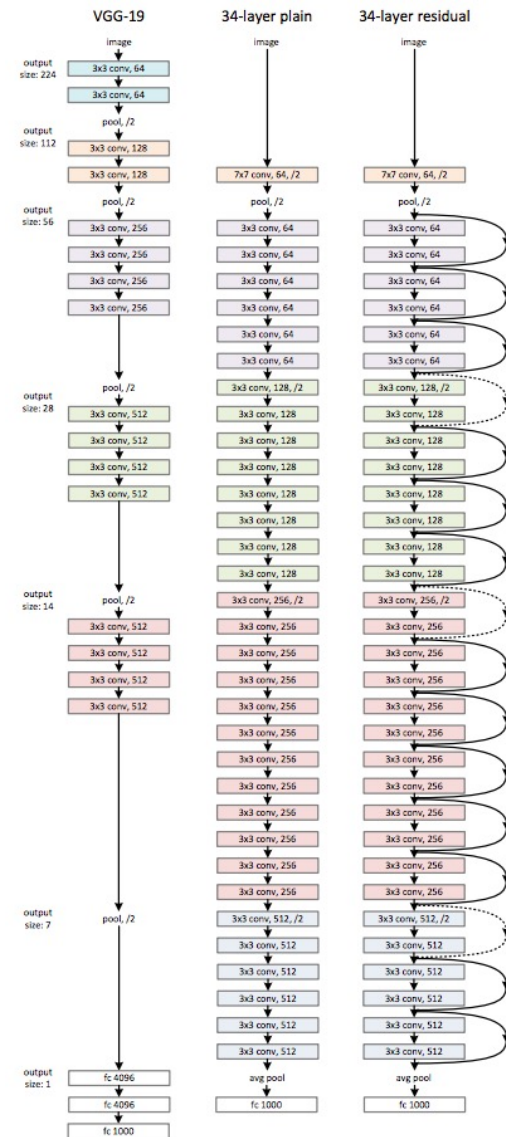 VGG-19
34-layer plain
34-layer residual
output
size: 224
output
size: 112
output
size: 56
output
size: 28
output
size: 14
output
size: 7
output
size: 1
image
3x3 conv, 64
3x3 conv, 64
pool, /2
3x3 conv, 128
3x3 conv, 128
pool, /2
3x3 conv, 256
3x3 conv, 256
3x3 conv, 256
3x3 conv, 256
pool, /2
3x3 conv, 512
3x3 conv, 512
3x3 conv, 512
3x3 conv, 512
pool, /2
3x3 conv, 512
3x3 conv, 512
3x3 conv, 512
3x3 conv, 512
pool, /2
fc 4096
fc 4096
fc 1000
image
7x7 conv, 64, /2
pool, /2
3x3 conv, 64
3x3 conv, 64
3x3 conv, 64
3x3 conv, 64
3x3 conv, 64
3x3 conv, 64
3x3 conv, 128, /2
3x3 conv, 128
3x3 conv, 128
3x3 conv, 128
3x3 conv, 128
3x3 conv, 128
3x3 conv, 128
3x3 conv, 128
3x3 conv, 256, /2
3x3 conv, 256
3x3 conv, 256
3x3 conv, 256
3x3 conv, 256
3x3 conv, 256
3x3 conv, 256
3x3 conv, 256
3x3 conv, 256
3x3 conv, 256
3x3 conv, 256
3x3 conv, 256
3x3 conv, 512, /2
3x3 conv, 512
3x3 conv, 512
3x3 conv, 512
3x3 conv, 512
3x3 conv, 512
avg pool
fc 1000
image
7x7 conv, 64, /2
pool, /2
3x3 conv, 64
3x3 conv, 64
3x3 conv, 64
3x3 conv, 64
3x3 conv, 64
3x3 conv, 64
3x3 conv, 128, /2
3x3 conv, 128
3x3 conv, 128
3x3 conv, 128
3x3 conv, 128
3x3 conv, 128
3x3 conv, 128
3x3 conv, 128
3x3 conv, 256, /2
3x3 conv, 256
3x3 conv, 256
3x3 conv, 256
3x3 conv, 256
3x3 conv, 256
3x3 conv, 256
3x3 conv, 256
3x3 conv, 256
3x3 conv, 256
3x3 conv, 256
3x3 conv, 256
3x3 conv, 512, /2
3x3 conv, 512
3x3 conv, 512
3x3 conv, 512
3x3 conv, 512
3x3 conv, 512
avg pool
fc 1000